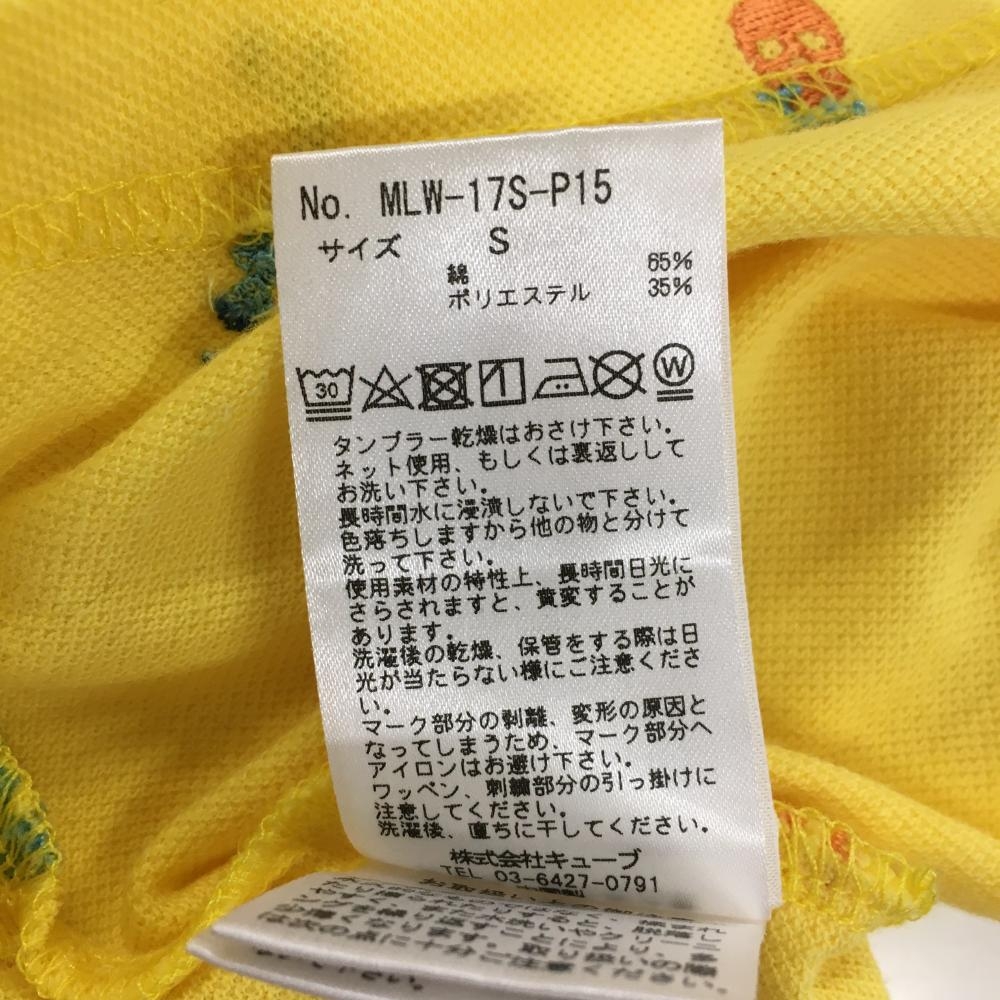 No. MLW-17S-P15
サイズ S
綿 65%
ポリエステル 35%
30 1 W
タンブラー乾燥はおさけ下さい。
ネット使用、もしくは裏返しして
お洗い下さい。
長時間水に浸漬しないで下さい。
色落ちしますから他の物と分けて
洗って下さい。
使用素材の特性上、長時間日光に
さらされますと、黄変することが
あります。
洗濯後の乾燥、保管をする際は日
光が当たらない様にご注意くださ
い。
マーク部分の剥離、変形の原因と
なってしまうため、マーク部分へ
アイロンはお避け下さい。
ワッペン、刺繍部分の引っ掛けに
注意してください。
洗濯後、直ちに干してください。
株式会社キューブ
TEL 03-6427-0791